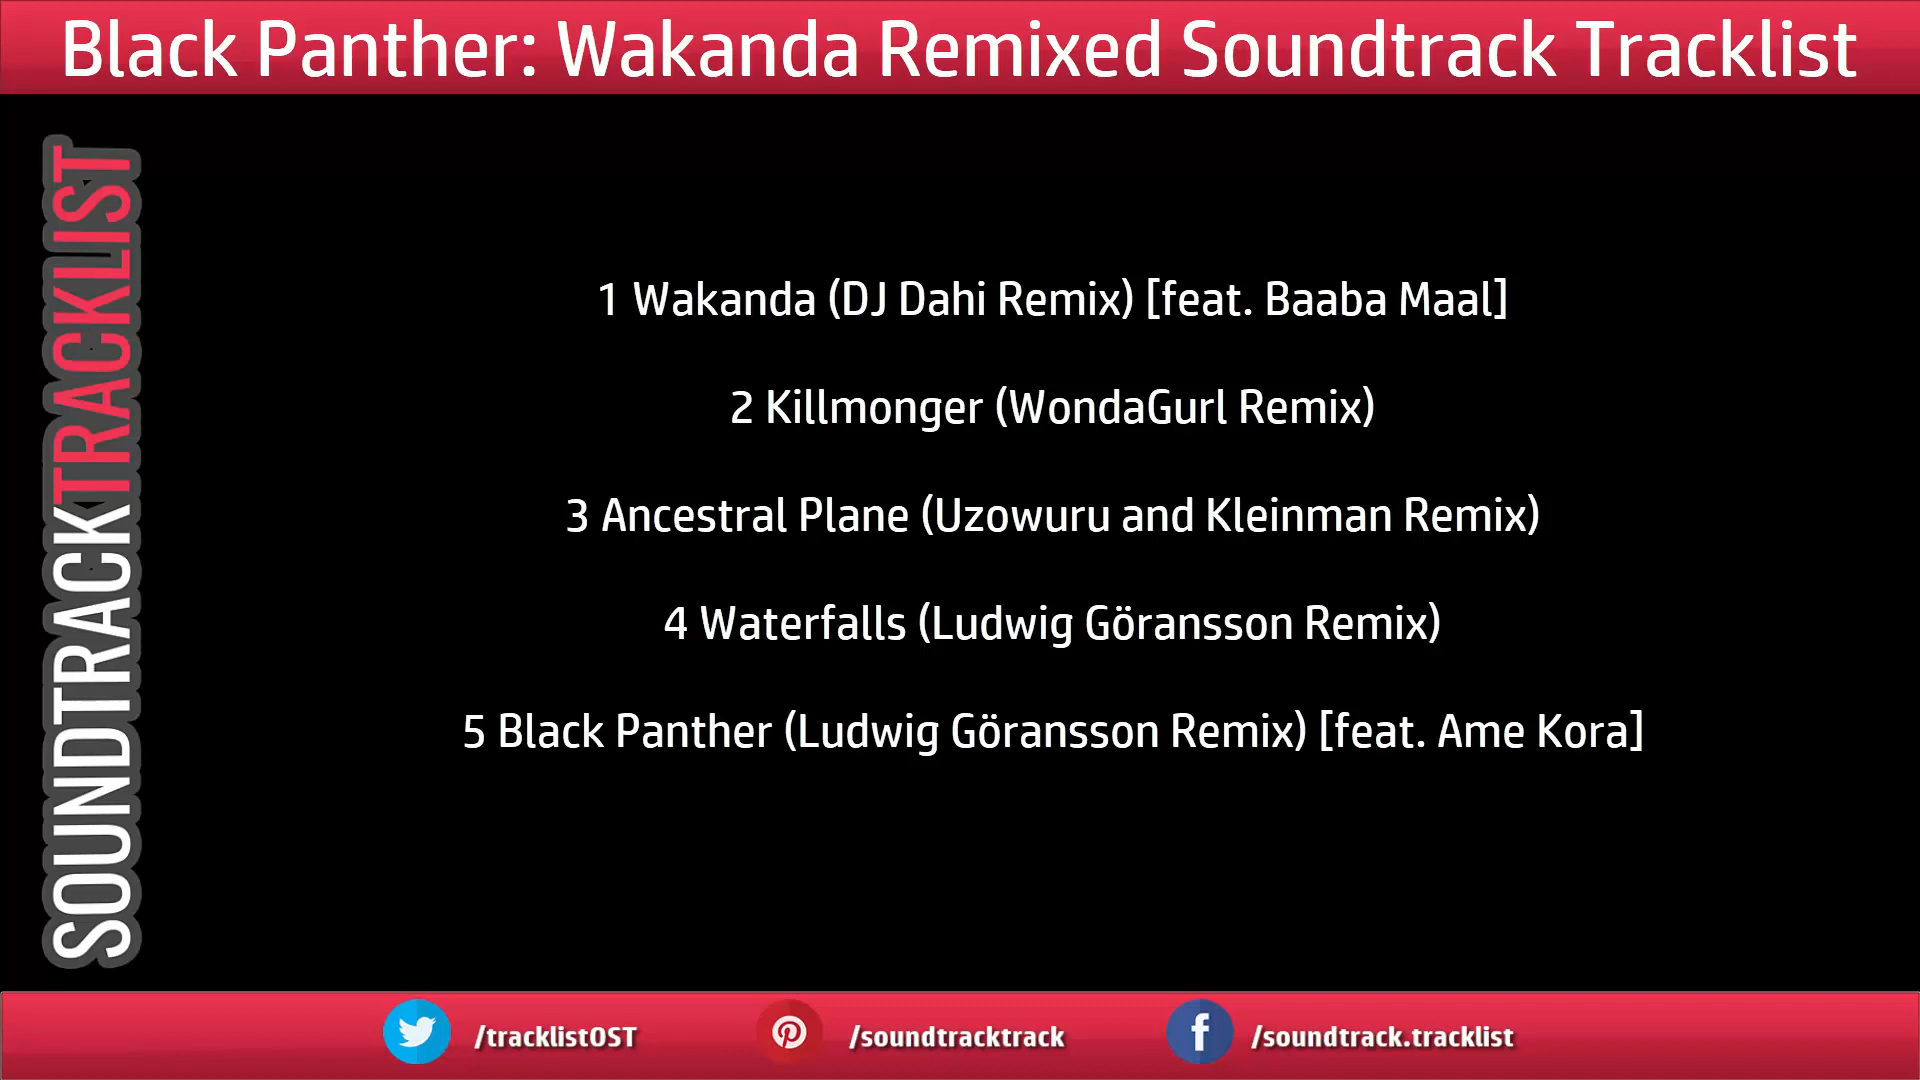 Black Panther: Wakanda Remixed Soundtrack Tracklist
SOUNDTRACKTRACKLIST
1 Wakanda (DJ Dahi Remix) [feat. Baaba Maal]
2 Killmonger (WondaGurl Remix)
3 Ancestral Plane (Uzowuru and Kleinman Remix)
4 Waterfalls (Ludwig Göransson Remix)
5 Black Panther (Ludwig Göransson Remix) [feat. Ame Kora]
/tracklistOST /soundtracktrack /soundtrack.tracklist